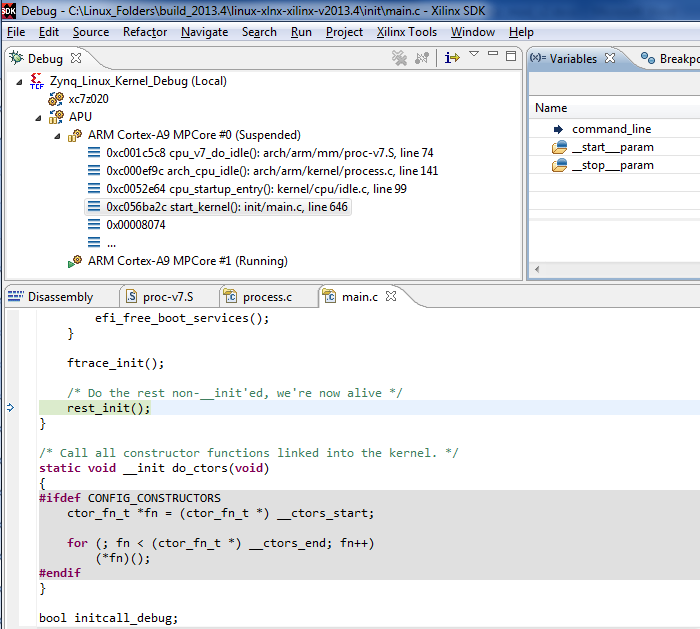 SDK Debug - C:\Linux_Folders\build_2013.4\linux-xlnx-xilinx-v2013.4\init\main.c - Xilinx SDK
File Edit Run Source Refactor Navigate Search Run Project Xilinx Tools Window Help
Debug
TCF Zynq_Linux_Kernel_Debug (Local)
xc7z020
APU
ARM Cortex-A9 MPCore #0 (Suspended)
0xc001c5c8 cpu_v7_do_idle(): arch/arm/mm/proc-v7.S, line 74
0xc000ef9c arch_cpu_idle(): arch/arm/kernel/process.c, line 141
0xc0052e64 cpu_startup_entry(): kernel/cpu/idle.c, line 99
0xc056ba2c start_kernel(): init/main.c, line 646
0x00008074
...
ARM Cortex-A9 MPCore #1 (Running)
(x)= Variables Breakpo
Name
command_line
__start___param
__stop___param
Disassembly .S proc-v7.S .c process.c .c main.c
efi_free_boot_services();
}
ftrace_init();
/* Do the rest non-__init'ed, we're now alive */
rest_init();
}
/* Call all constructor functions linked into the kernel. */
static void __init do_ctors(void)
{
#ifdef CONFIG_CONSTRUCTORS
ctor_fn_t *fn = (ctor_fn_t *) __ctors_start;
for (; fn < (ctor_fn_t *) __ctors_end; fn++)
(*fn)();
#endif
}
bool initcall_debug;